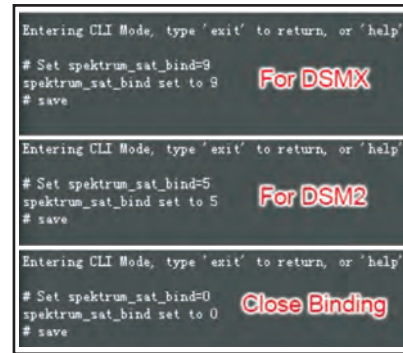 Entering CLI Mode, type 'exit' to return, or 'help'
# Set spektrum_sat_bind=9
spektrum_sat_bind set to 9
# save
For DSMX
Entering CLI Mode, type 'exit' to return, or 'help'
# Set spektrum_sat_bind=5
spektrum_sat_bind set to 5
# save
For DSM2
Entering CLI Mode, type 'exit' to return, or 'help'
# Set spektrum_sat_bind=0
spektrum_sat_bind set to 0
# save
Close Binding